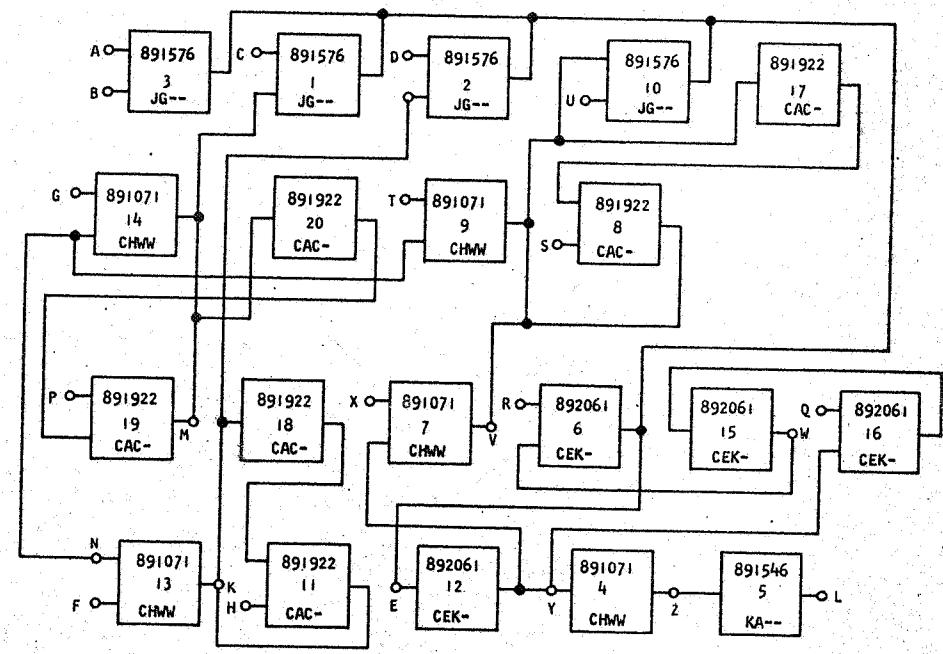 A
B
891576
3
JG--
C
891576
1
JG--
D
891576
2
JG--
U
891576
10
JG--
891922
17
CAC-
G
891071
14
CHWW
891922
20
CAC-
T
891071
9
CHWW
S
891922
8
CAC-
P
891922
19
CAC-
M
891922
18
CAC-
X
891071
7
CHWW
V
R
892061
6
CEK-
892061
15
CEK-
W
Q
892061
16
CEK-
N
F
891071
13
CHWW
K
H
891922
11
CAC-
E
892061
12
CEK-
Y
891071
4
CHWW
2
891546
5
KA--
L